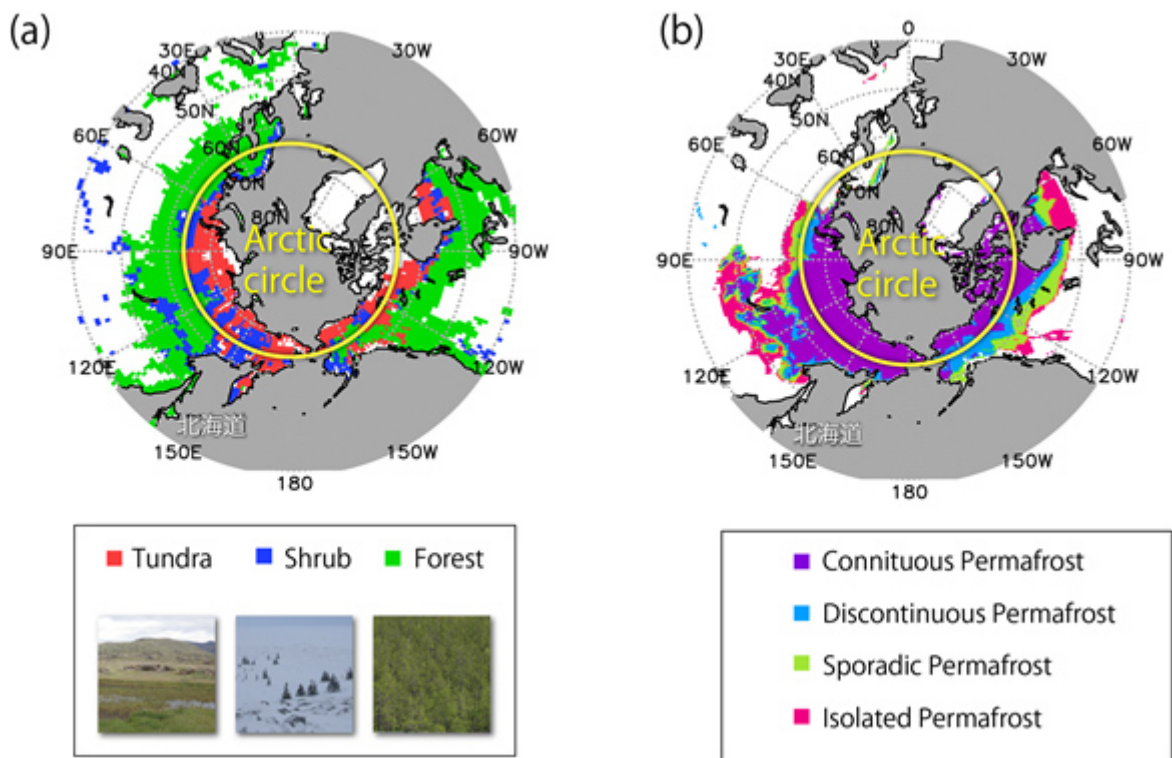 (a)
30E
40N
50N
60E
60N
70N
80N
30W
60W
90E
90W
Arctic
circle
120E
120W
北海道
150E
150W
180
Tundra
Shrub
Forest
(b)
0
30E
40N
50N
60E
60N
70N
80N
30W
60W
90E
90W
Arctic
circle
120E
120W
北海道
150E
150W
180
Connituous Permafrost
Discontinuous Permafrost
Sporadic Permafrost
Isolated Permafrost